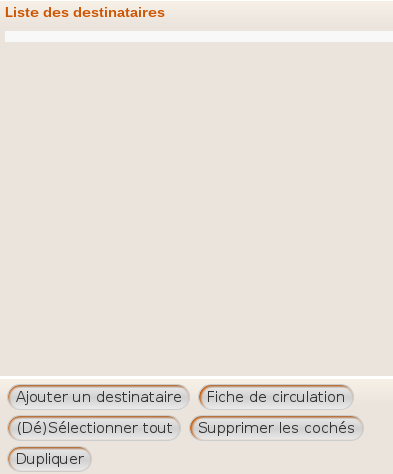 Liste des destinataires
Ajouter un destinataire Fiche de circulation
(Dé)Sélectionner tout Supprimer les cochés
Dupliquer